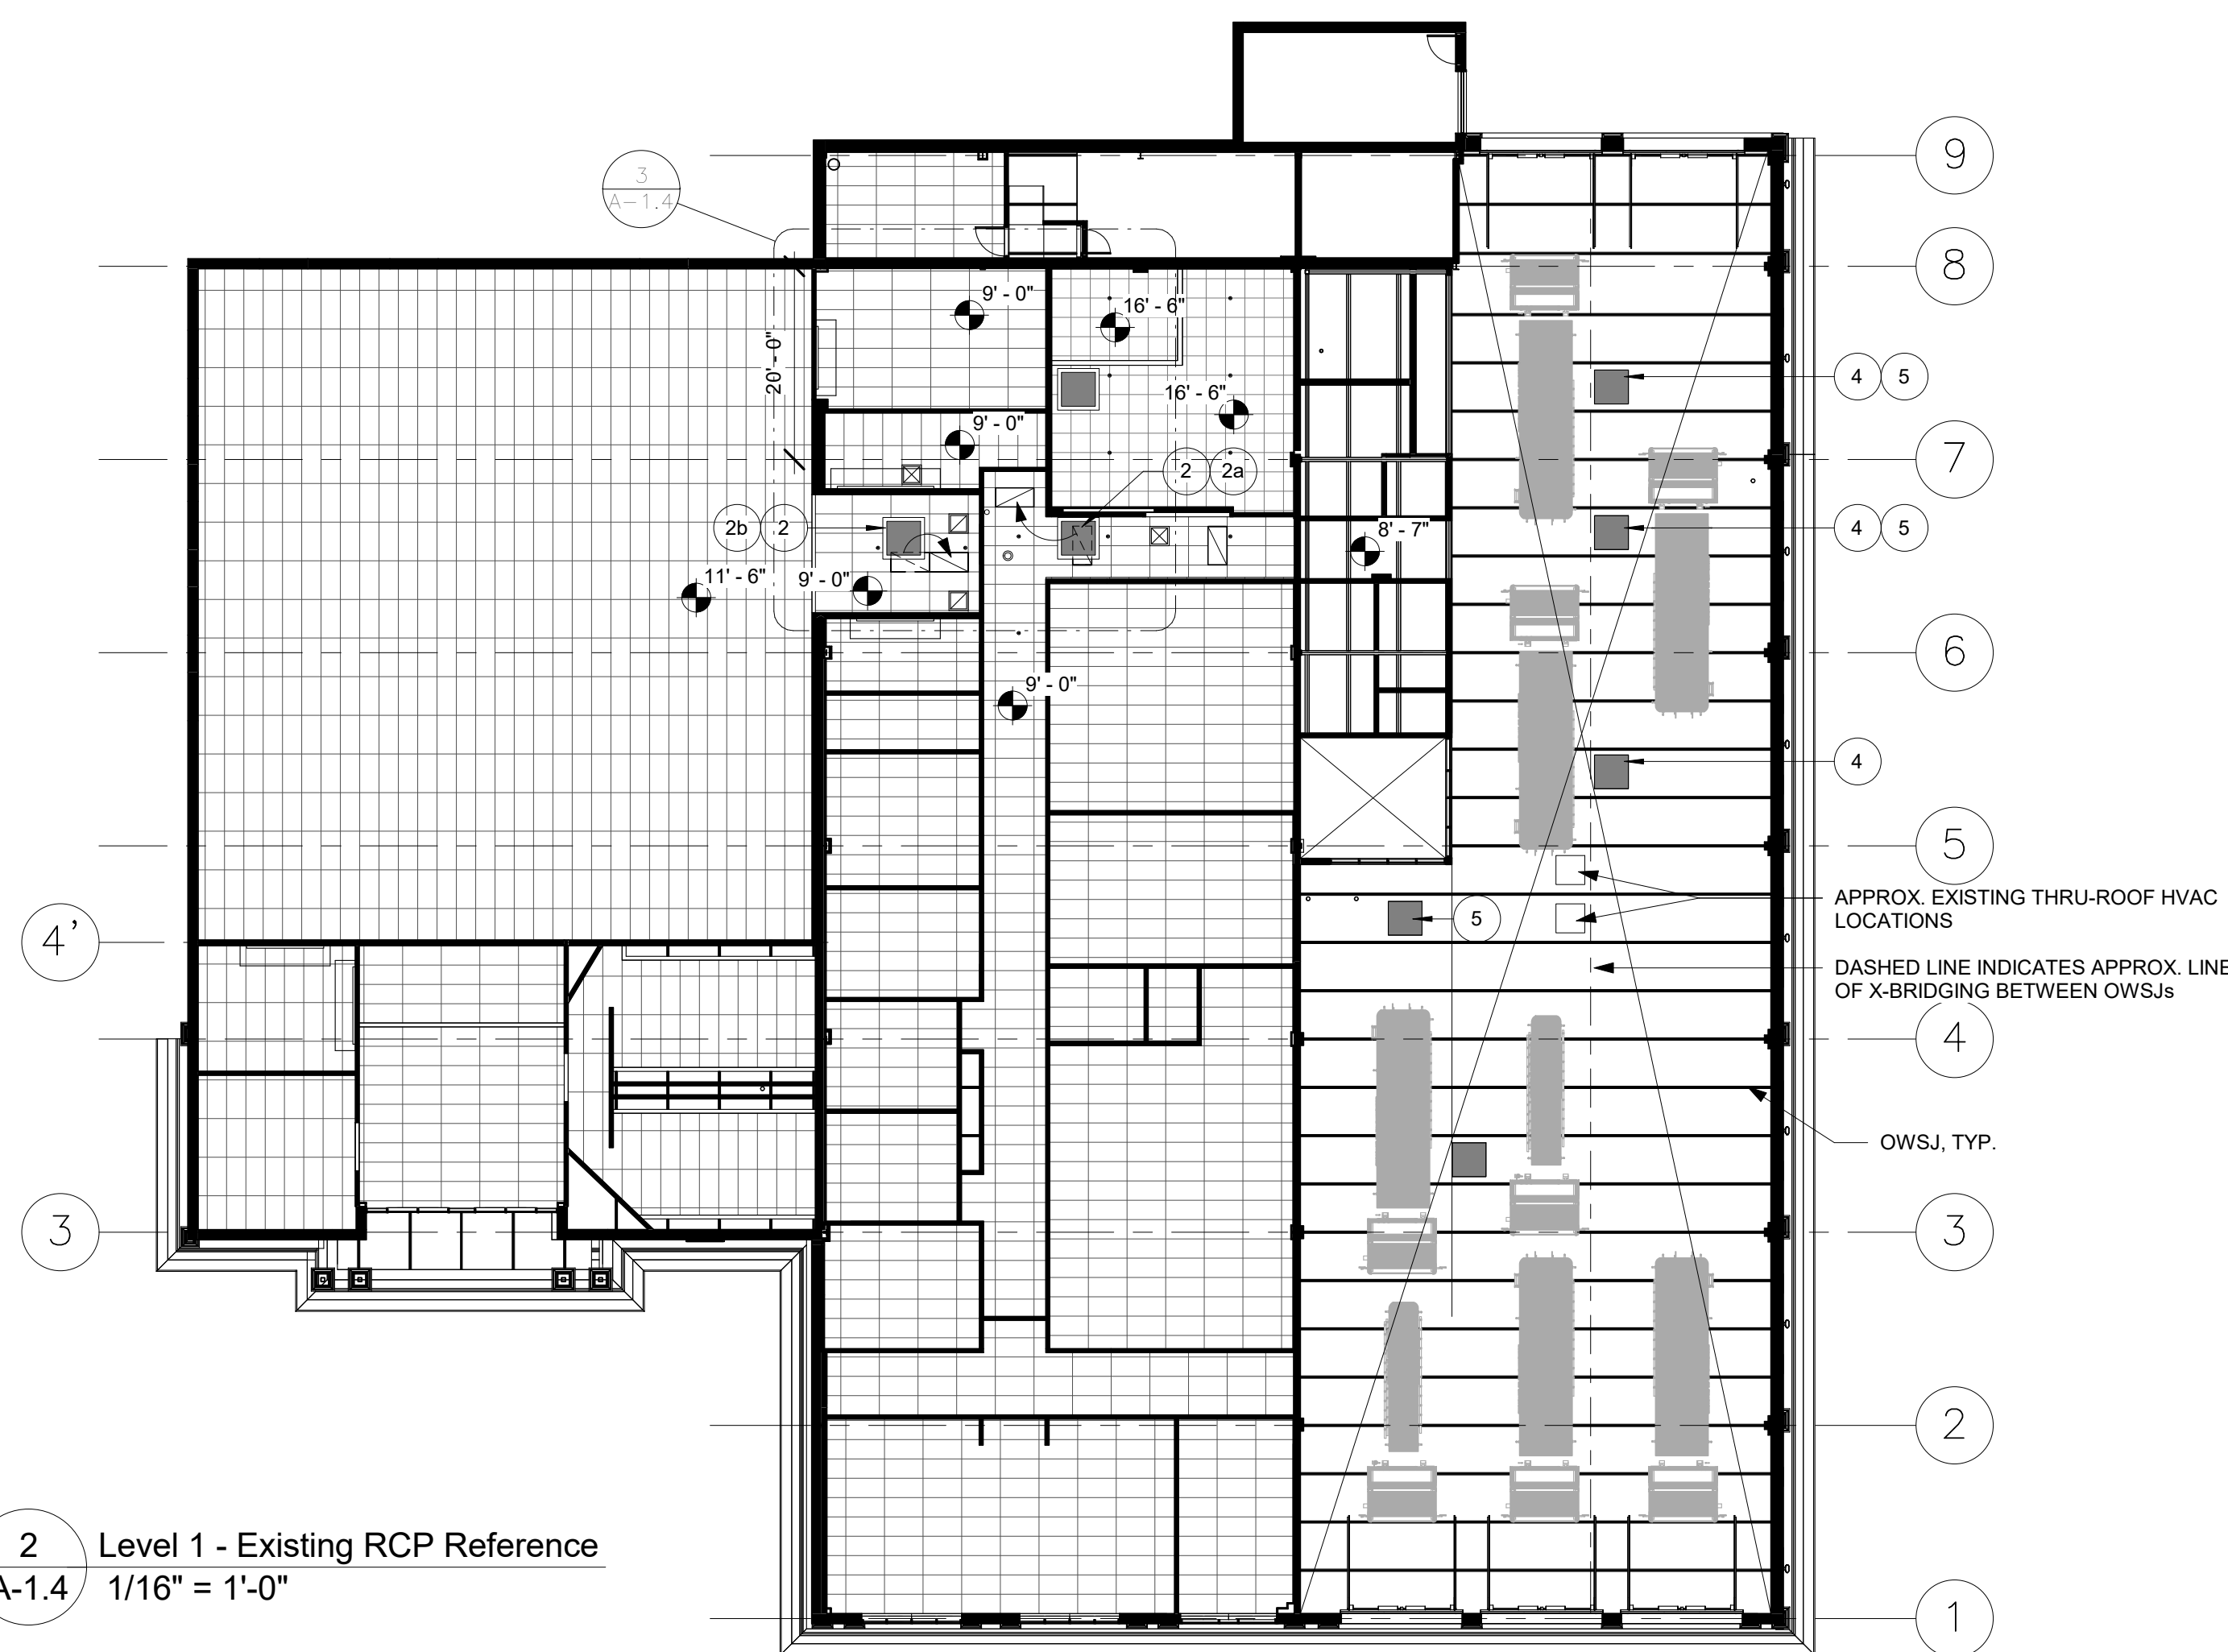 9
3
A-1.4
8
9' - 0"
16' - 6"
20' - 0"
4 5
16' - 6"
9' - 0"
7
2 2a
2b 2
4 5
8' - 7"
11' - 6"
9' - 0"
6
9' - 0"
4
5
APPROX. EXISTING THRU-ROOF HVAC
LOCATIONS
5
4'
DASHED LINE INDICATES APPROX. LINE
OF X-BRIDGING BETWEEN OWSJs
4
OWSJ, TYP.
3
3
2
2
A-1.4
Level 1 - Existing RCP Reference
1/16" = 1'-0"
1